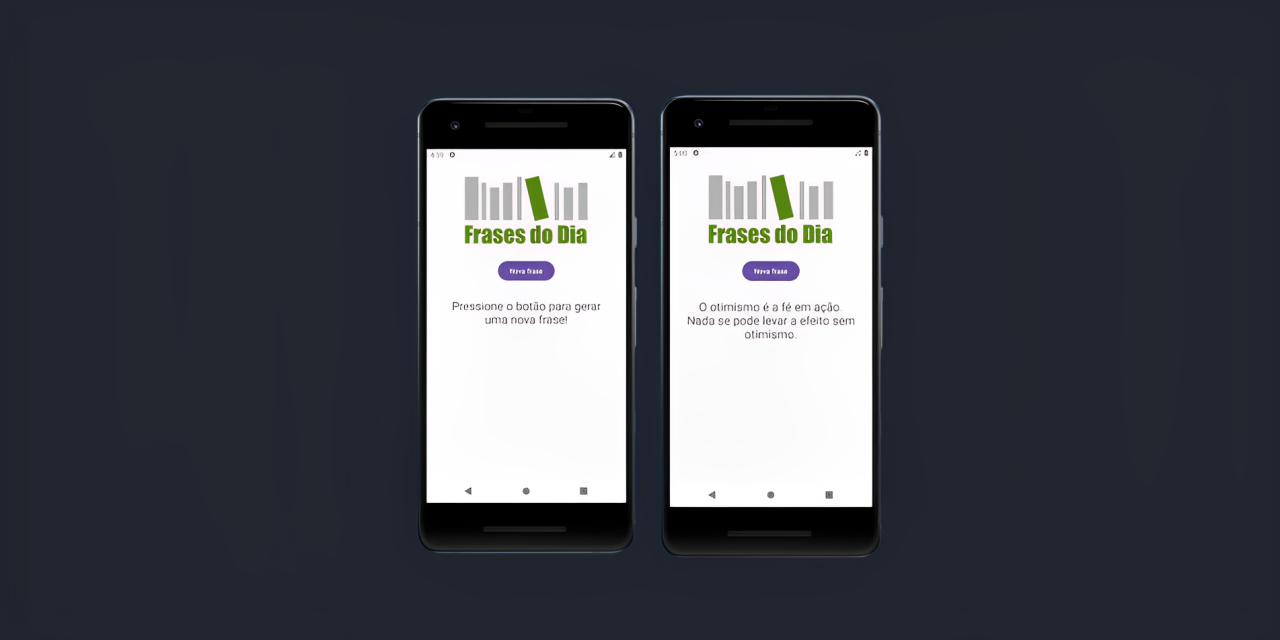 Frases do Dia
Nova frase
Pressione o botão para gerar
uma nova frase!
Frases do Dia
Nova frase
O otimismo é a fé em ação.
Nada se pode levar a efeito sem
otimismo.